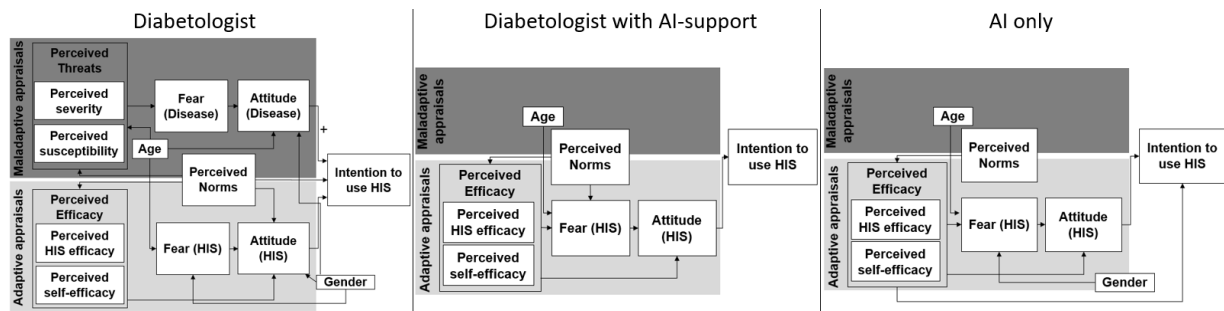 Diabetologist
Maladaptive appraisals
Perceived
Threats
Perceived
severity
Perceived
susceptibility
Fear
(Disease)
Attitude
(Disease)
+
Age
Perceived
Norms
Intention to
use HIS
Adaptive appraisals
Perceived
Efficacy
Perceived
HIS efficacy
Perceived
self-efficacy
Fear (HIS)
Attitude
(HIS)
Gender
Diabetologist with AI-support
Maladaptive
appraisals
Age
Perceived
Norms
Intention to
use HIS
Adaptive appraisals
Perceived
Efficacy
Perceived
HIS efficacy
Perceived
self-efficacy
Fear (HIS)
Attitude
(HIS)
AI only
Maladaptive
appraisals
Age
Perceived
Norms
Intention to
use HIS
Adaptive appraisals
Perceived
Efficacy
Perceived
HIS efficacy
Perceived
self-efficacy
Fear (HIS)
Attitude
(HIS)
Gender